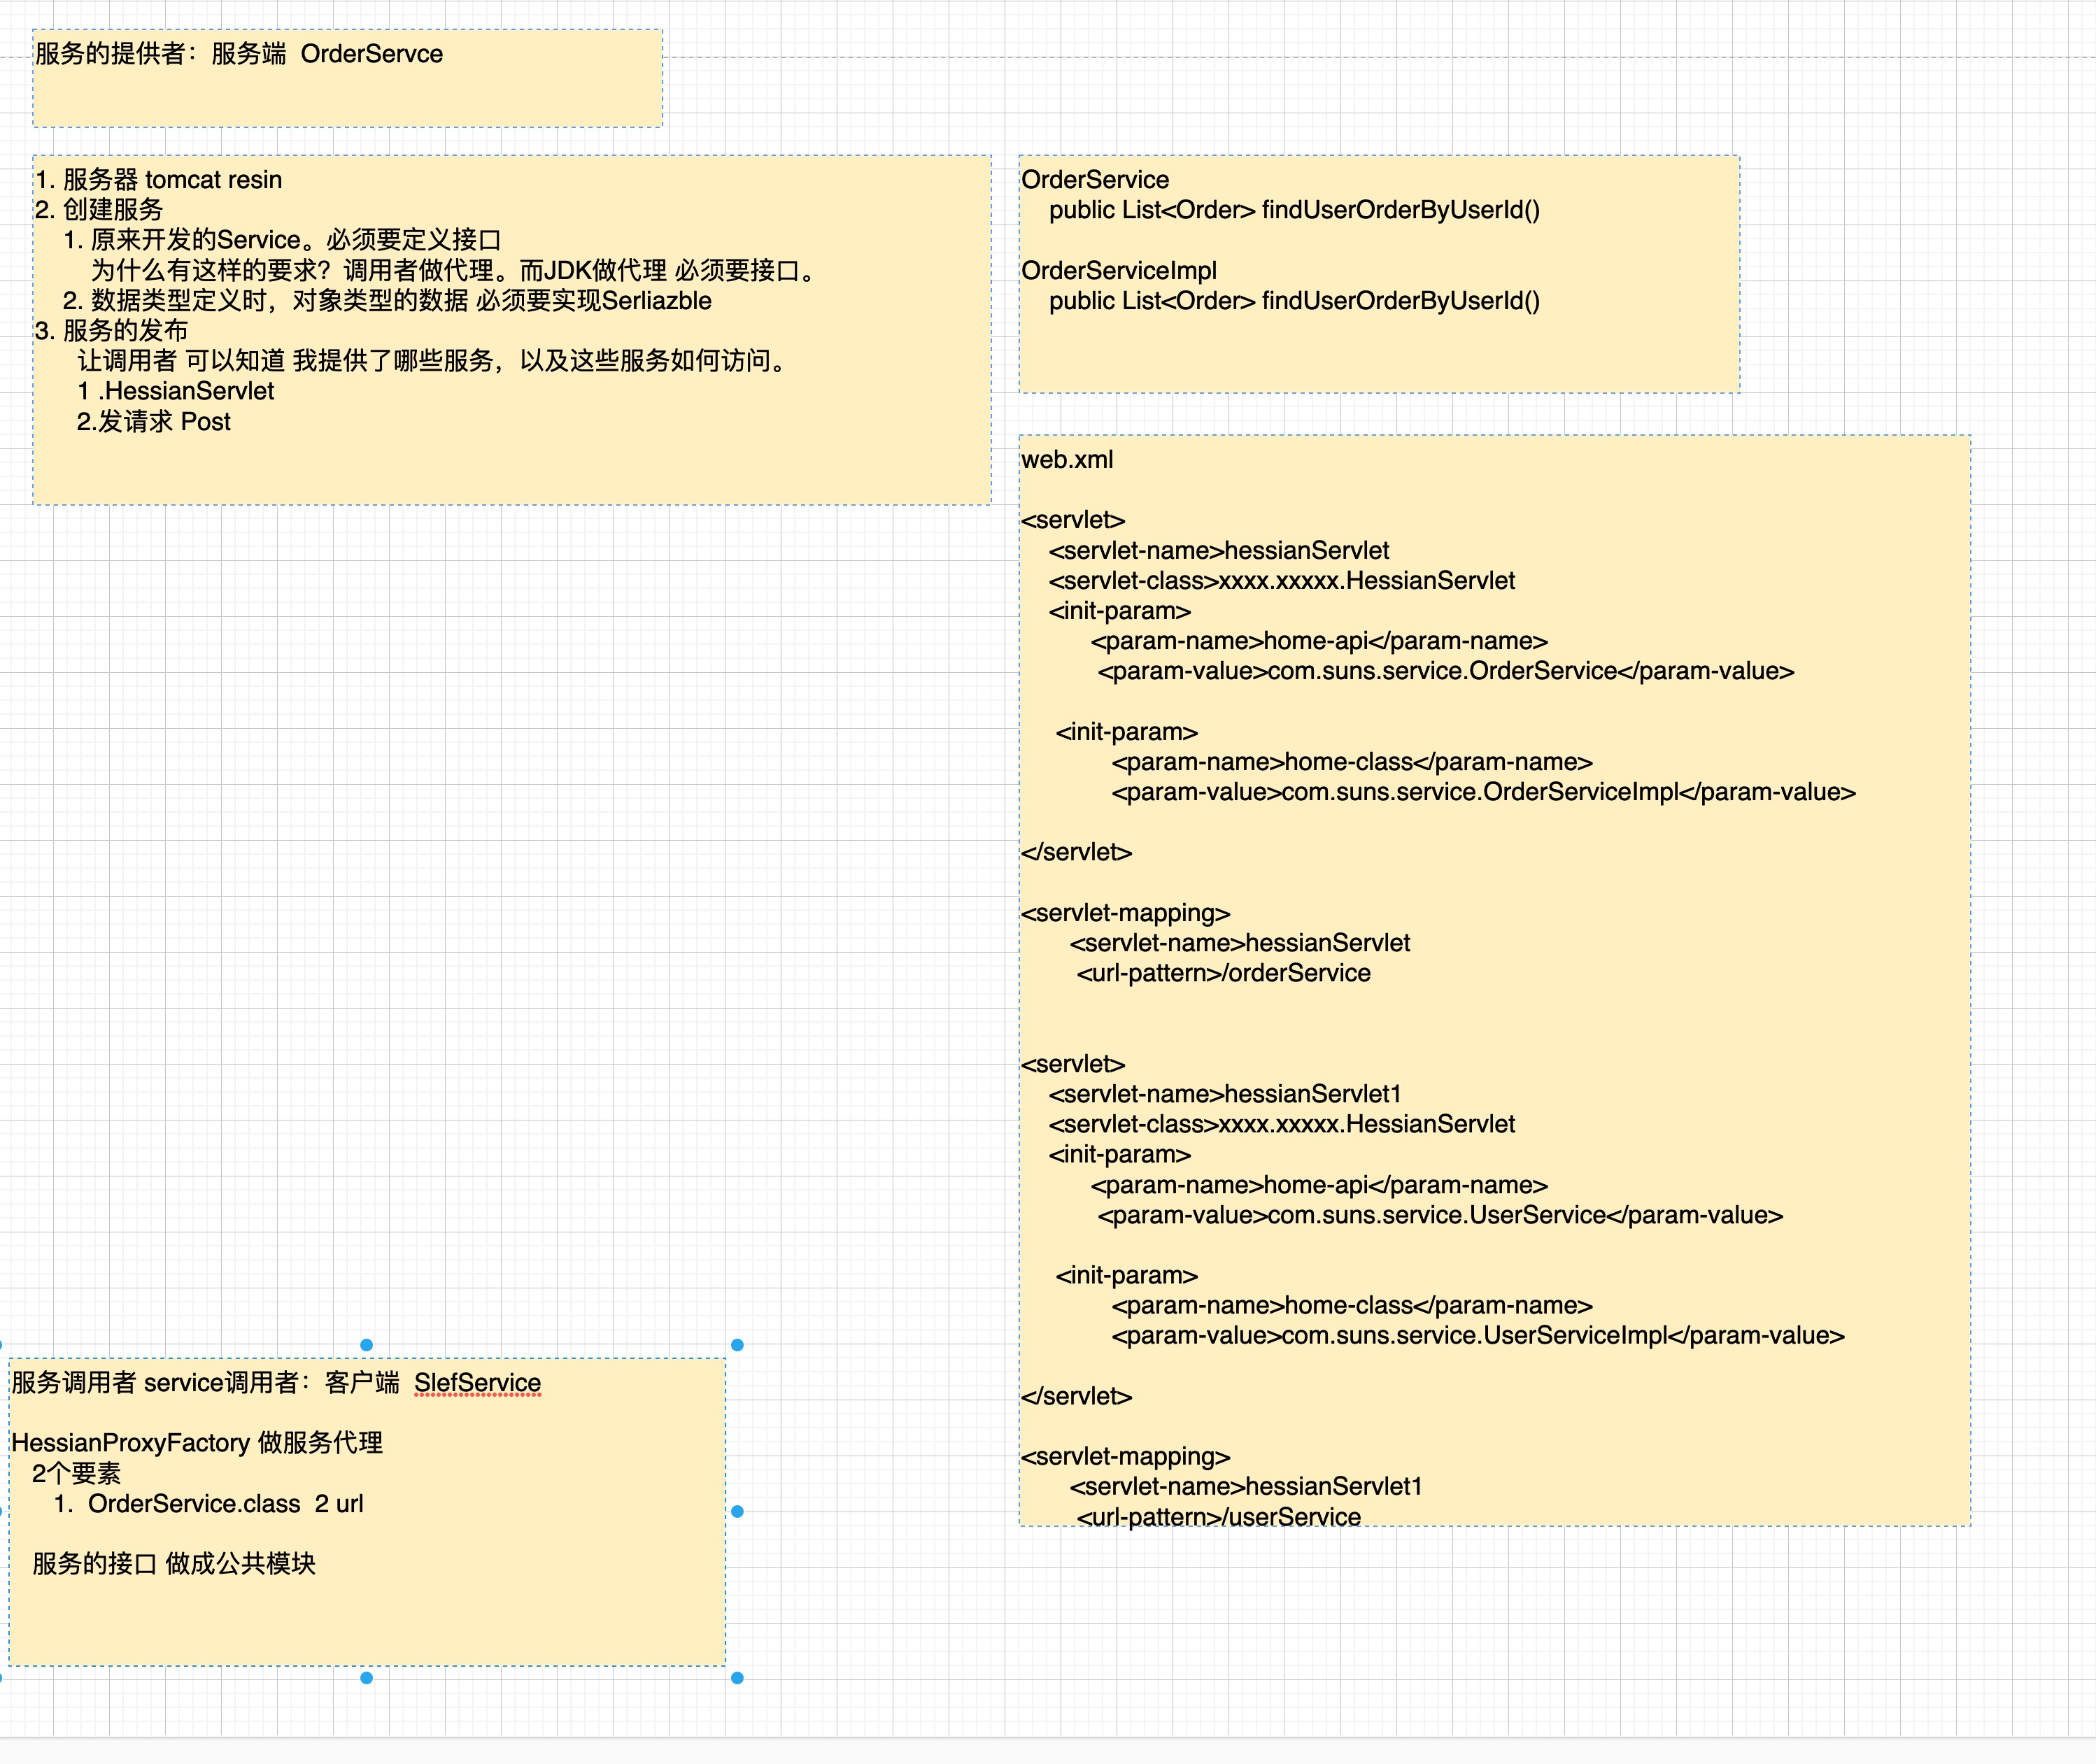 服务的提供者：服务端  OrderServce
1. 服务器 tomcat resin
2. 创建服务
1. 原来开发的Service。必须要定义接口
为什么有这样的要求？调用者做代理。而JDK做代理 必须要接口。
2. 数据类型定义时，对象类型的数据 必须要实现Serliazble
3. 服务的发布
让调用者 可以知道 我提供了哪些服务，以及这些服务如何访问。
1 .HessianServlet
2.发请求 Post
OrderService
public List<Order> findUserOrderByUserId()
OrderServiceImpl
public List<Order> findUserOrderByUserId()
web.xml
<servlet>
<servlet-name>hessianServlet
<servlet-class>xxxx.xxxxx.HessianServlet
<init-param>
<param-name>home-api</param-name>
<param-value>com.suns.service.OrderService</param-value>
<init-param>
<param-name>home-class</param-name>
<param-value>com.suns.service.OrderServiceImpl</param-value>
</servlet>
<servlet-mapping>
<servlet-name>hessianServlet
<url-pattern>/orderService
<servlet>
<servlet-name>hessianServlet1
<servlet-class>xxxx.xxxxx.HessianServlet
<init-param>
<param-name>home-api</param-name>
<param-value>com.suns.service.UserService</param-value>
<init-param>
<param-name>home-class</param-name>
<param-value>com.suns.service.UserServiceImpl</param-value>
</servlet>
<servlet-mapping>
<servlet-name>hessianServlet1
<url-pattern>/userService
服务调用者 service调用者：客户端  SlefService
HessianProxyFactory 做服务代理
2个要素
1.  OrderService.class  2 url
服务的接口 做成公共模块